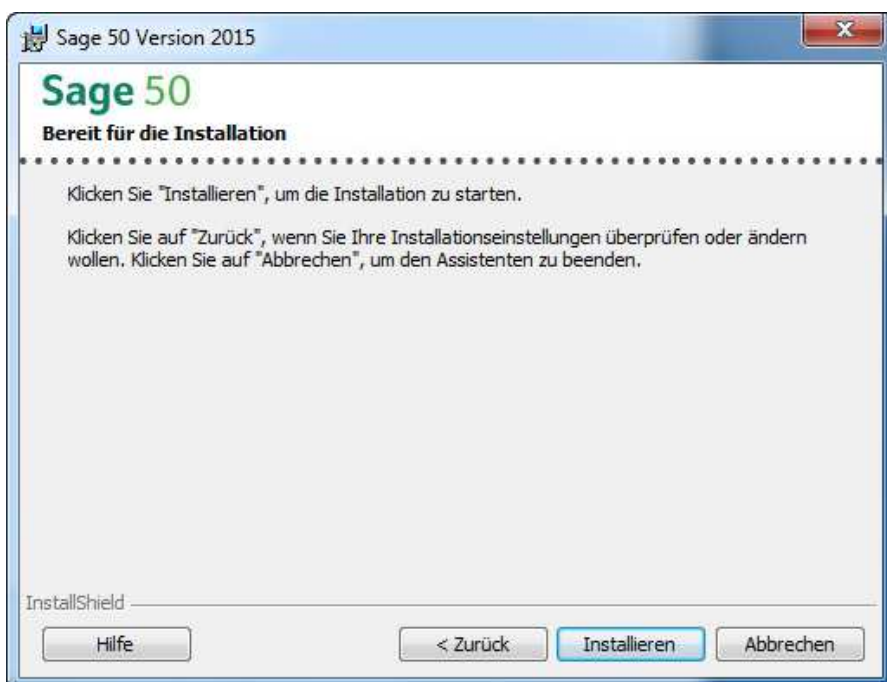 Sage 50 Version 2015
Sage 50
Bereit für die Installation
Klicken Sie "Installieren", um die Installation zu starten.
Klicken Sie auf "Zurück", wenn Sie Ihre Installationseinstellungen überprüfen oder ändern
wollen. Klicken Sie auf "Abbrechen", um den Assistenten zu beenden.
InstallShield
Hilfe
< Zurück
Installieren
Abbrechen